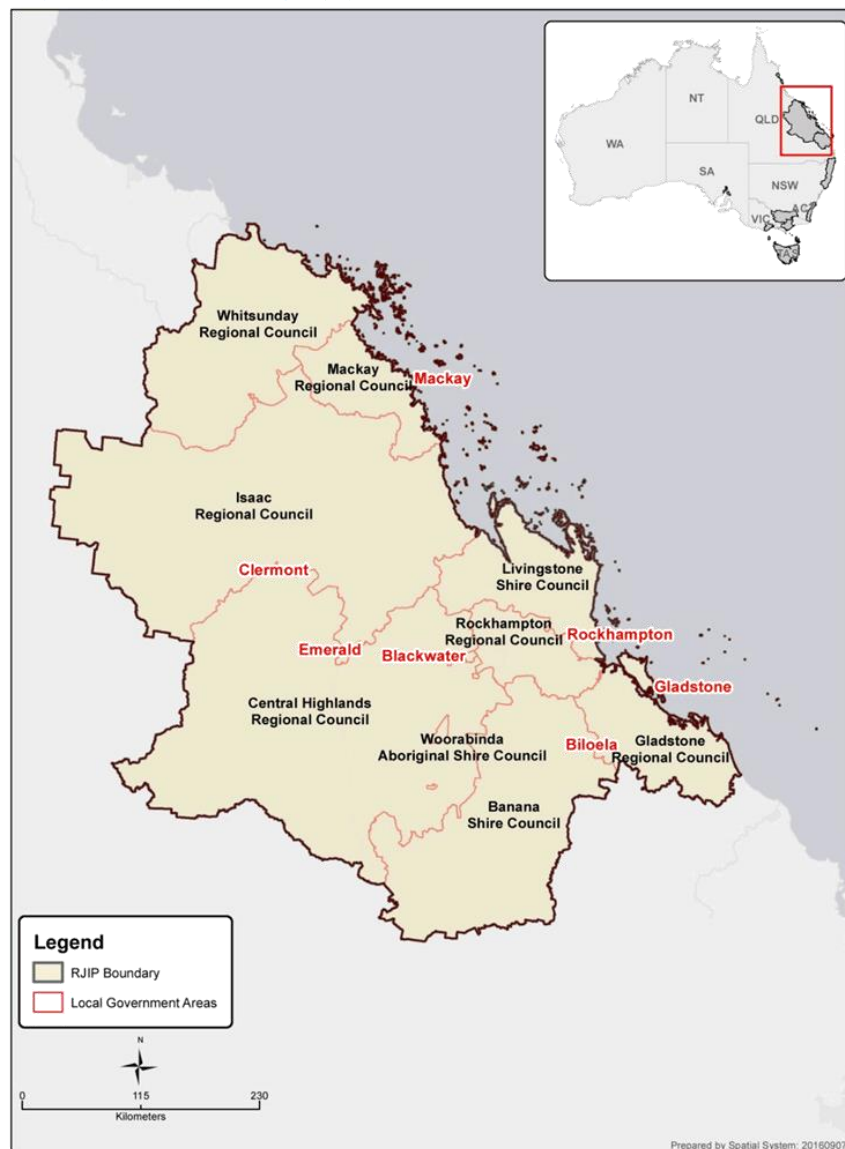 NT
QLD
WA
SA
NSW
AC
VIC
TAS
Whitsunday
Regional Council
Mackay
Regional Council
Mackay
Isaac
Regional Council
Clermont
Livingstone
Shire Council
Rockhampton
Regional Council
Rockhampton
Emerald
Blackwater
Gladstone
Central Highlands
Regional Council
Woorabinda
Aboriginal Shire Council
Biloela
Gladstone
Regional Council
Banana
Shire Council
Legend
RJIP Boundary
Local Government Areas
N
0 115 230
Kilometers
Prepared by Spatial System: 20160907